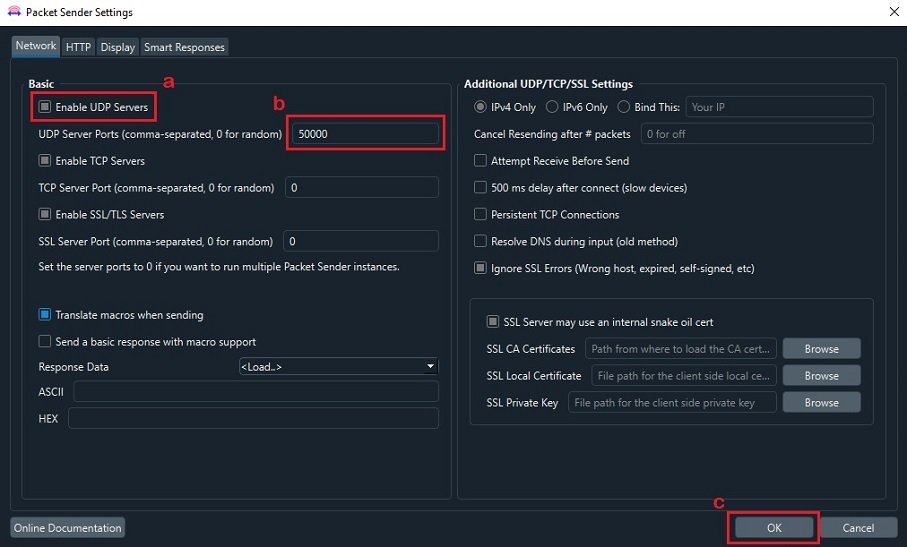 Packet Sender Settings
Network HTTP Display Smart Responses
a
Basic
Enable UDP Servers
b
UDP Server Ports (comma-separated, 0 for random) 50000
Enable TCP Servers
TCP Server Port (comma-separated, 0 for random) 0
Enable SSL/TLS Servers
SSL Server Port (comma-separated, 0 for random) 0
Set the server ports to 0 if you want to run multiple Packet Sender instances.
Translate macros when sending
Send a basic response with macro support
Response Data <Load..>
ASCII
HEX
Additional UDP/TCP/SSL Settings
IPv4 Only IPv6 Only Bind This: Your IP
Cancel Resending after # packets 0 for off
Attempt Receive Before Send
500 ms delay after connect (slow devices)
Persistent TCP Connections
Resolve DNS during input (old method)
Ignore SSL Errors (Wrong host, expired, self-signed, etc)
SSL Server may use an internal snake oil cert
SSL CA Certificates Path from where to load the CA cert... Browse
SSL Local Certificate File path for the client side local ce... Browse
SSL Private Key File path for the client side private key Browse
c
Online Documentation OK Cancel